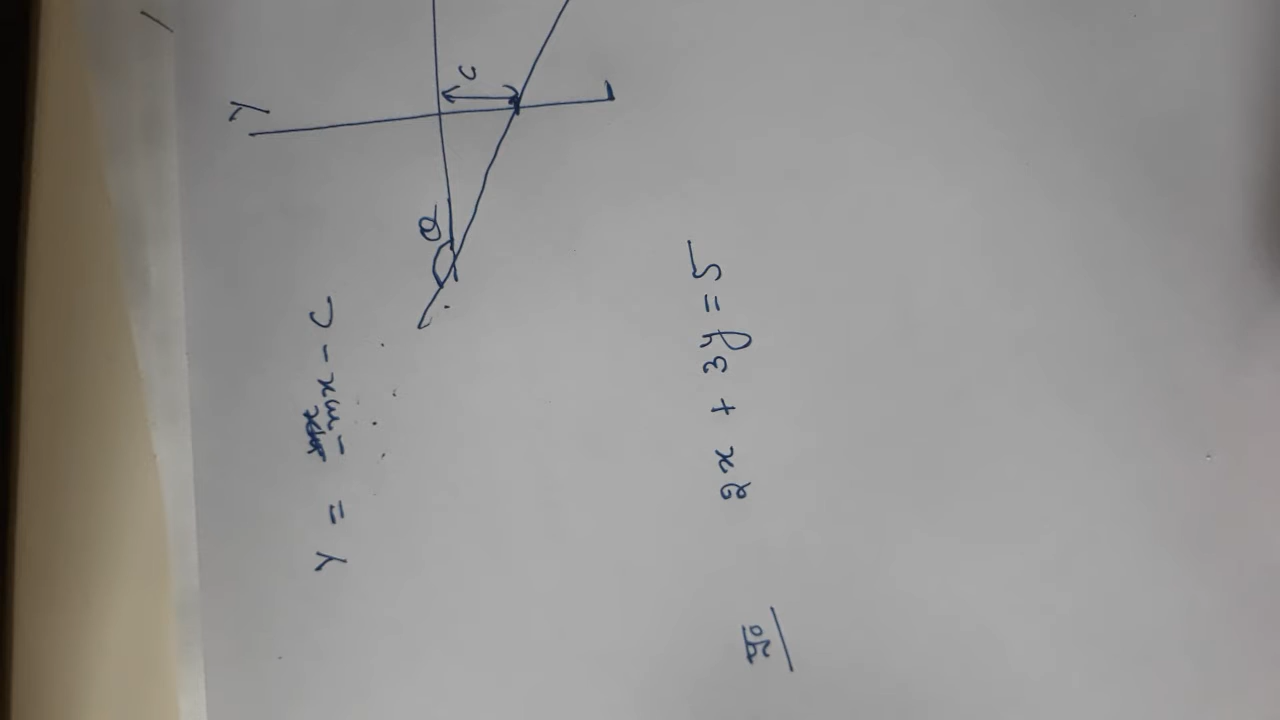 Y
C
θ
Y = -mx - C
2x + 3y = 5